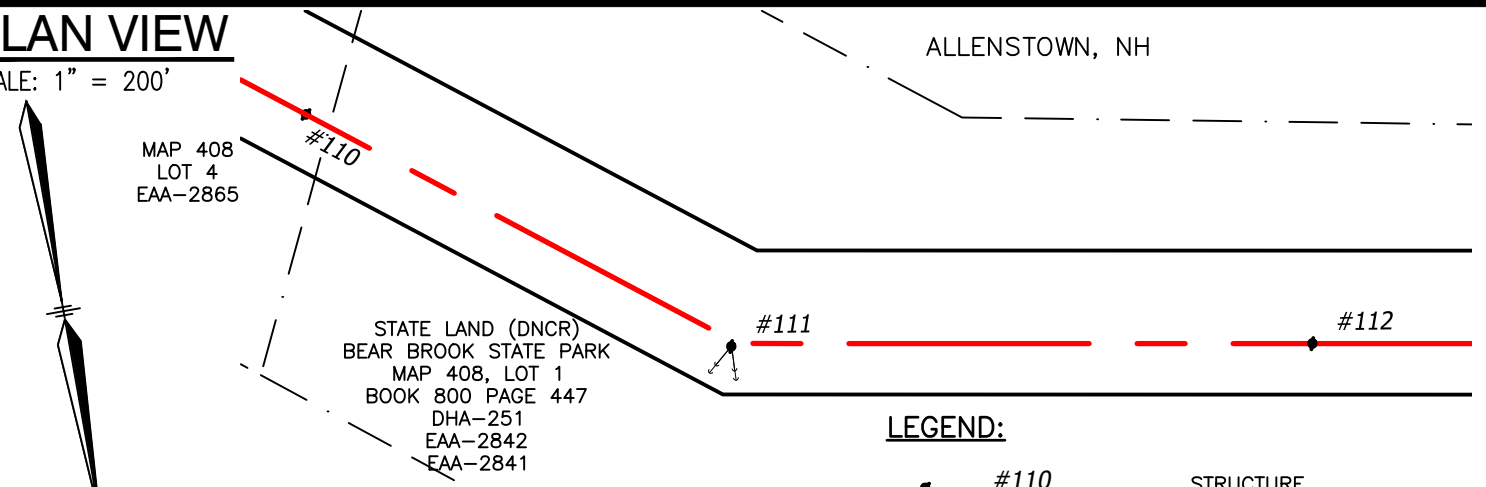 LAN VIEW
ALE: 1" = 200'
ALLENSTOWN, NH
#110
MAP 408
LOT 4
EAA-2865
#111
#112
STATE LAND (DNCR)
BEAR BROOK STATE PARK
MAP 408, LOT 1
BOOK 800 PAGE 447
DHA-251
EAA-2842
EAA-2841
LEGEND:
#110
STRUCTURE